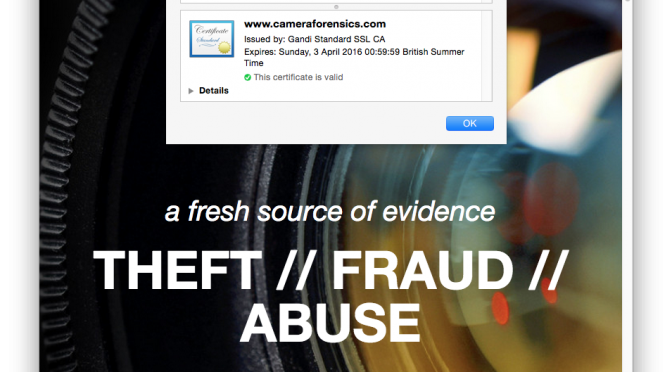 www.cameraforensics.com
Certificate
Standard
Issued by: Gandi Standard SSL CA
Expires: Sunday, 3 April 2016 00:59:59 British Summer
Time
This certificate is valid
Details
OK
a fresh source of evidence
THEFT // FRAUD //
ABUSE